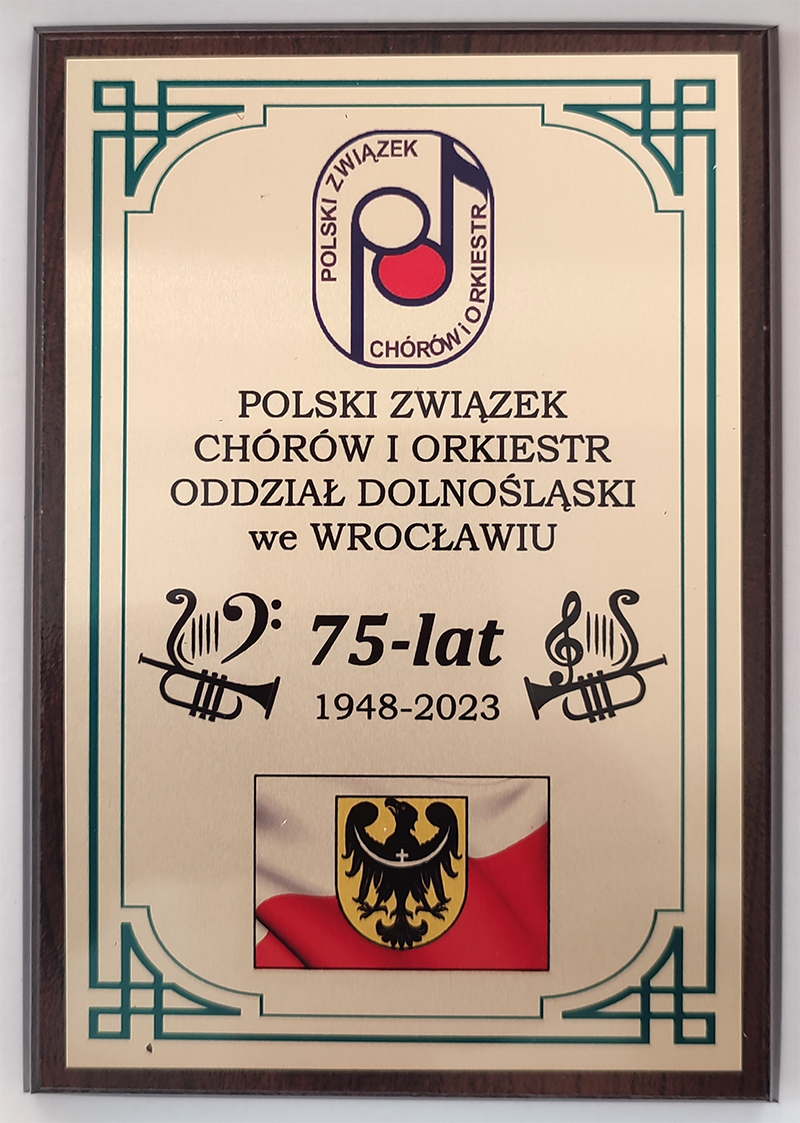 POLSKI ZWIĄZEK
CHÓRÓW i ORKIESTR
POLSKI ZWIĄZEK
CHÓRÓW I ORKIESTR
ODDZIAŁ DOLNOŚLĄSKI
we WROCŁAWIU
75-lat
1948-2023